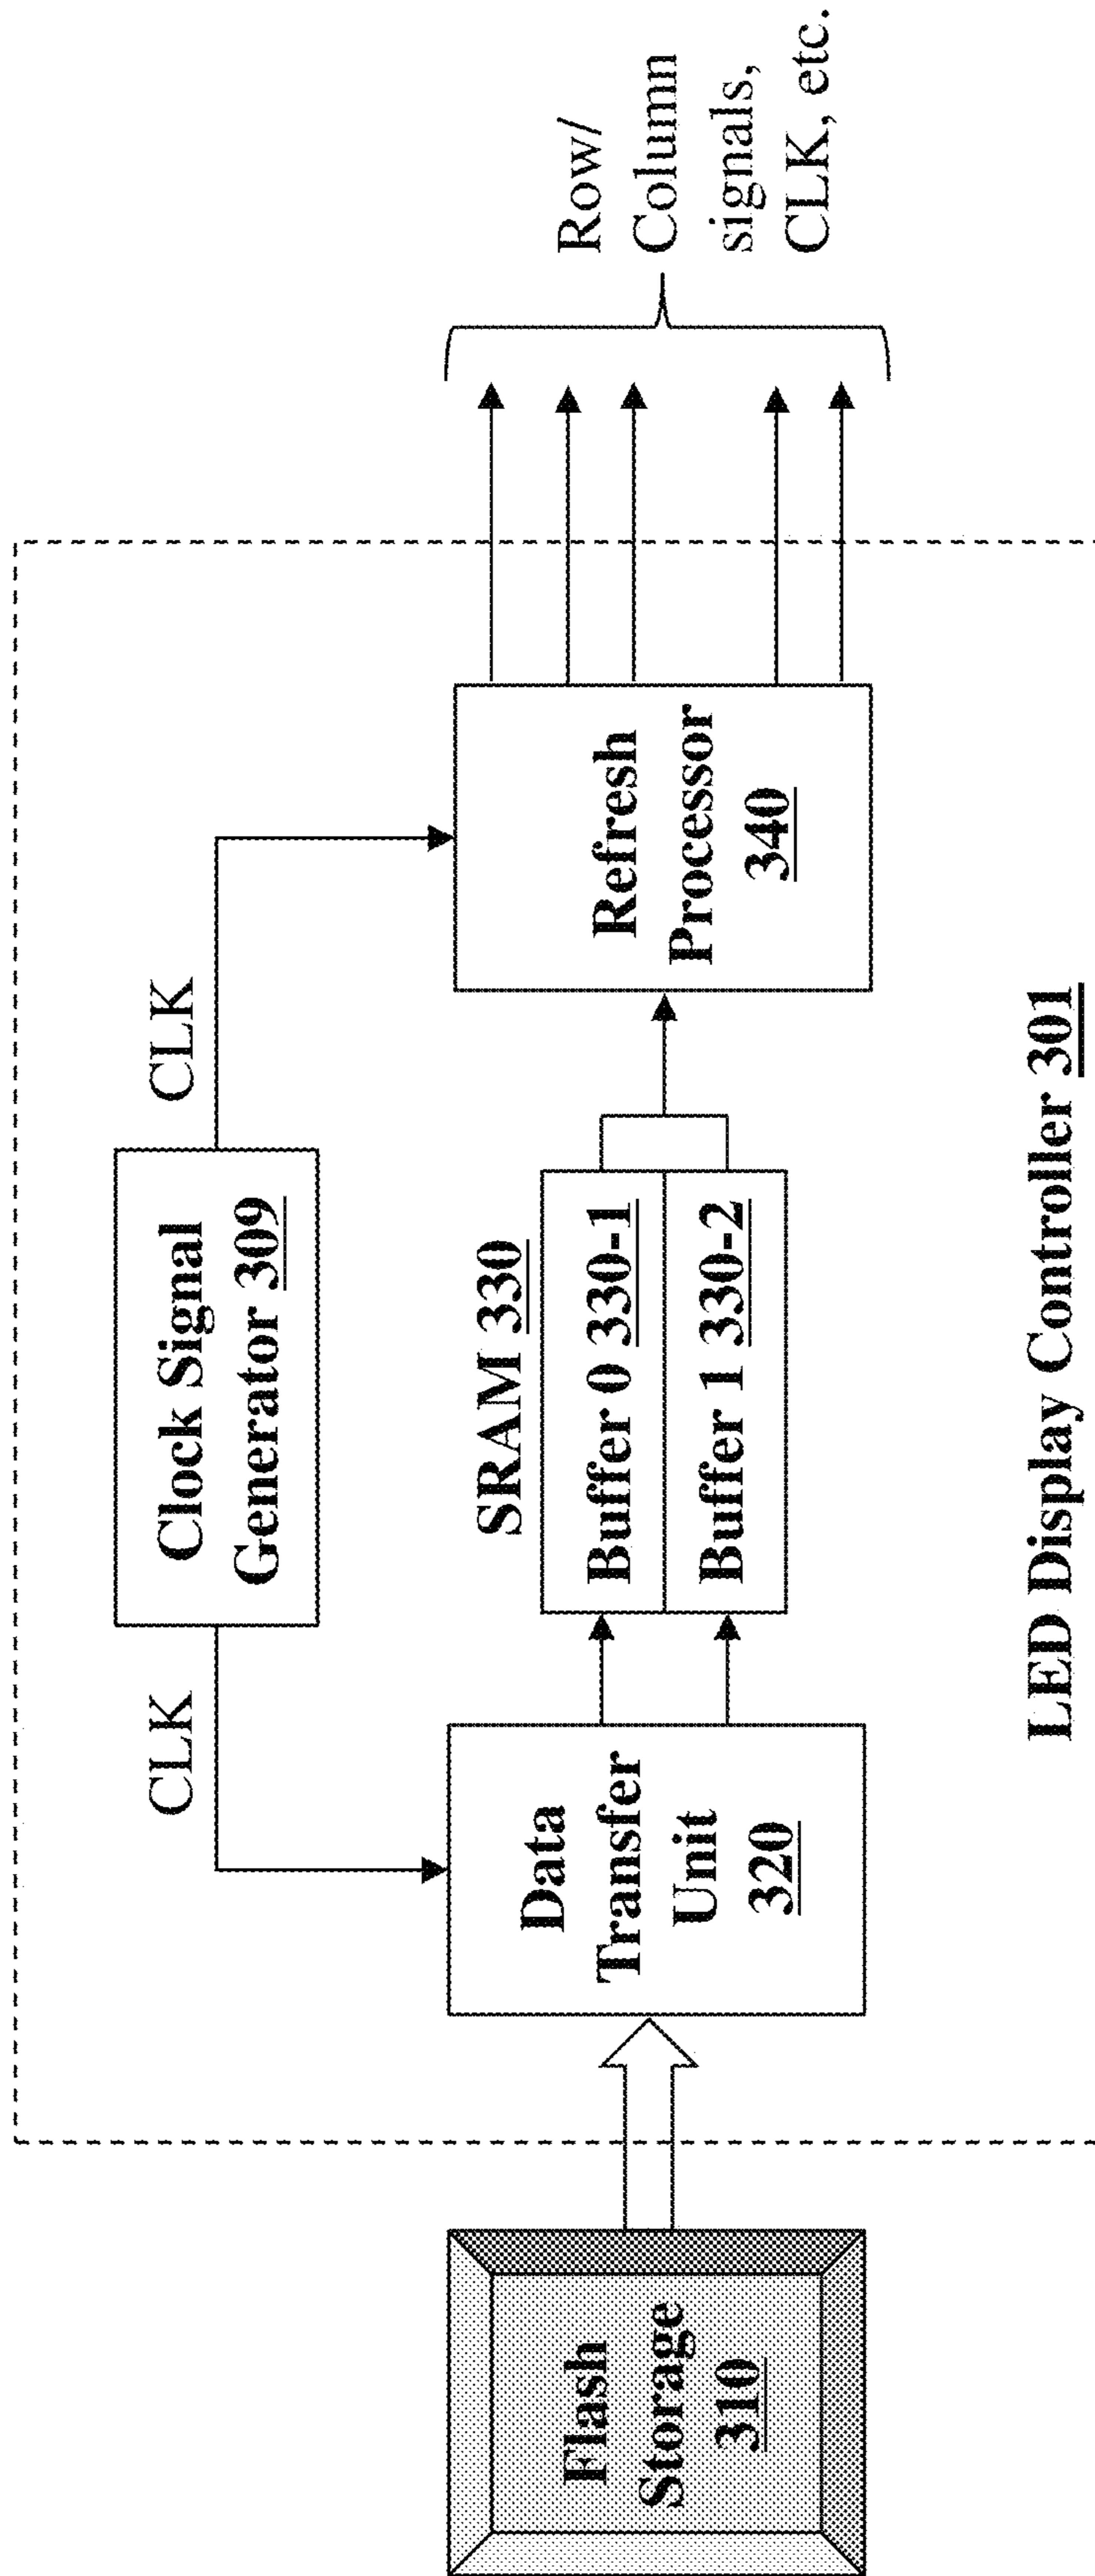 CLK
Clock Signal
Generator 309
CLK
Flash
Storage
310
Data
Transfer
Unit
320
SRAM 330
Buffer 0 330-1
Buffer 1 330-2
Refresh
Processor
340
Row/
Column
signals,
CLK, etc.
LED Display Controller 301